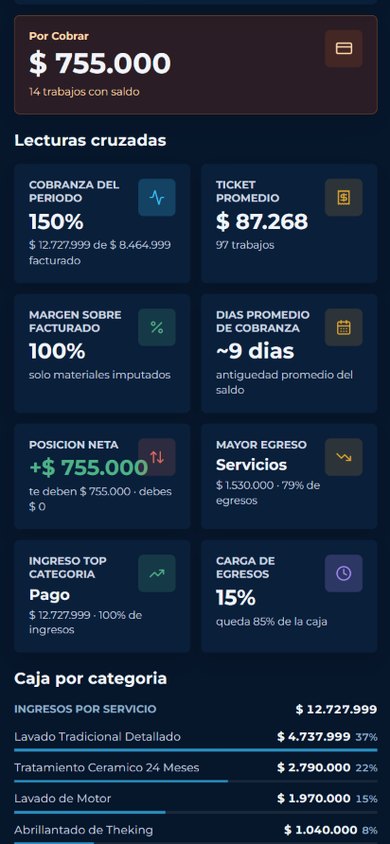 Por Cobrar
$ 755.000
14 trabajos con saldo
Lecturas cruzadas
COBRANZA DEL
PERIODO
150%
$ 12.727.999 de $ 8.464.999
facturado
TICKET
PROMEDIO
$ 87.268
97 trabajos
MARGEN SOBRE
FACTURADO
100%
solo materiales imputados
DIAS PROMEDIO
DE COBRANZA
~9 dias
antiguedad promedio del
saldo
POSICION NETA
+$ 755.000
te deben $ 755.000 · debes
$ 0
MAYOR EGRESO
Servicios
$ 1.530.000 · 79% de
egresos
INGRESO TOP
CATEGORIA
Pago
$ 12.727.999 · 100% de
ingresos
CARGA DE
EGRESOS
15%
queda 85% de la caja
Caja por categoria
INGRESOS POR SERVICIO $ 12.727.999
Lavado Tradicional Detallado $ 4.737.999 37%
Tratamiento Ceramico 24 Meses $ 2.790.000 22%
Lavado de Motor $ 1.970.000 15%
Abrillantado de Theking $ 1.040.000 8%